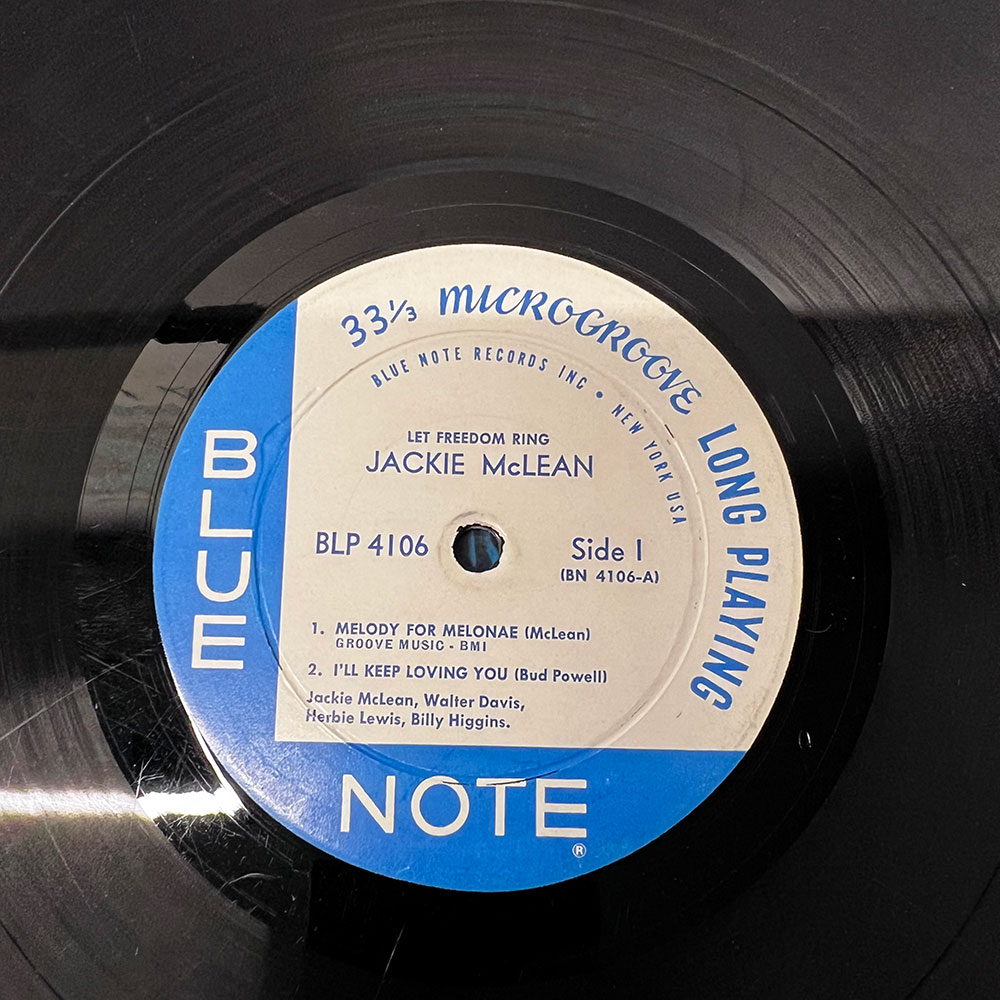 33⅓ MICROGROOVE LONG PLAYING
BLUE NOTE RECORDS INC • NEW YORK USA
LET FREEDOM RING
JACKIE McLEAN
BLP 4106
Side 1
(BN 4106-A)
1. MELODY FOR MELONAE (McLean)
GROOVE MUSIC - BMI
2. I'LL KEEP LOVING YOU (Bud Powell)
Jackie McLean, Walter Davis,
Herbie Lewis, Billy Higgins.
BLUE
NOTE
®